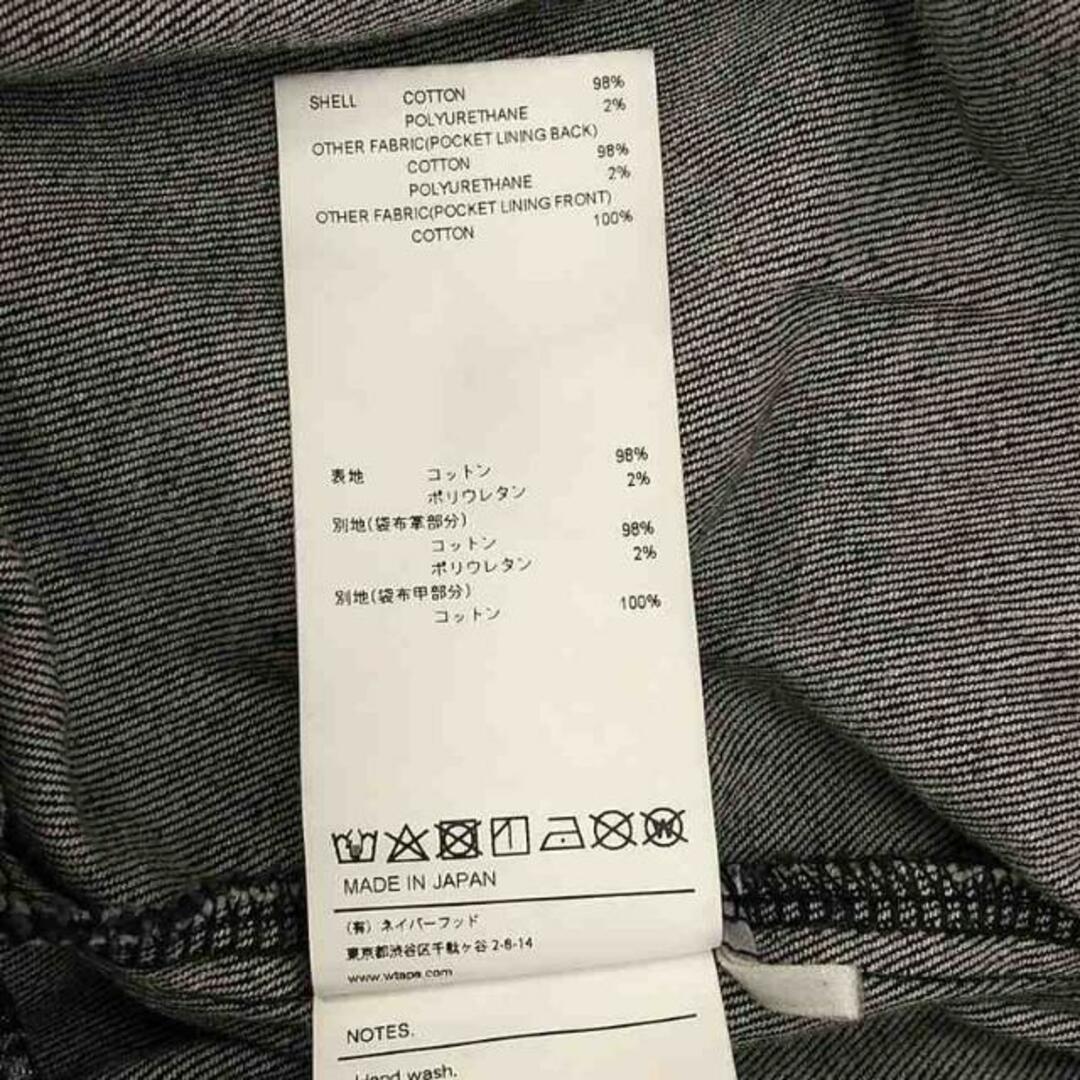 SHELL COTTON 98%
POLYURETHANE 2%
OTHER FABRIC(POCKET LINING BACK)
COTTON 98%
POLYURETHANE 2%
OTHER FABRIC(POCKET LINING FRONT)
COTTON 100%
表地 コットン 98%
ポリウレタン 2%
別地(袋布掌部分)
コットン 98%
ポリウレタン 2%
別地(袋布甲部分)
コットン 100%
W
MADE IN JAPAN
(有) ネイバーフッド
東京都渋谷区千駄ヶ谷 2-8-14
www.wtaps.com
NOTES.
Hand wash.